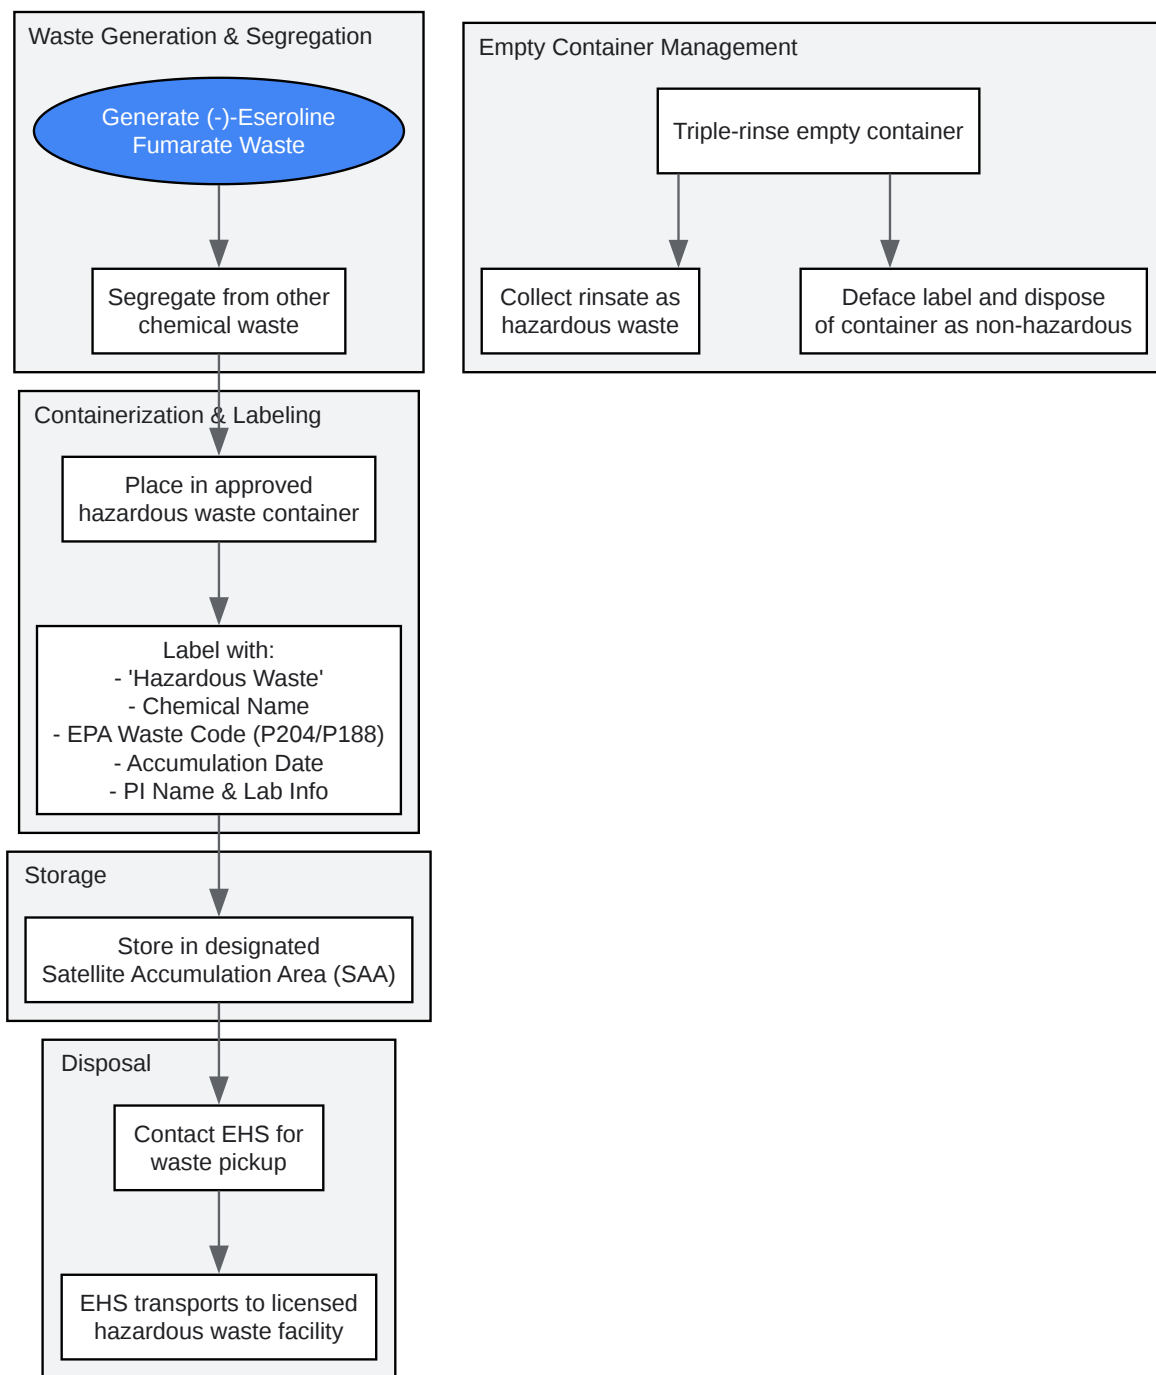 Waste Generation & Segregation
Generate (-)-Eseroline
Fumarate Waste
Segregate from other
chemical waste
Containerization & Labeling
Place in approved
hazardous waste container
Label with:
- 'Hazardous Waste'
- Chemical Name
- EPA Waste Code (P204/P188)
- Accumulation Date
- PI Name & Lab Info
Storage
Store in designated
Satellite Accumulation Area (SAA)
Disposal
Contact EHS for
waste pickup
EHS transports to licensed
hazardous waste facility
Empty Container Management
Triple-rinse empty container
Collect rinsate as
hazardous waste
Deface label and dispose
of container as non-hazardous